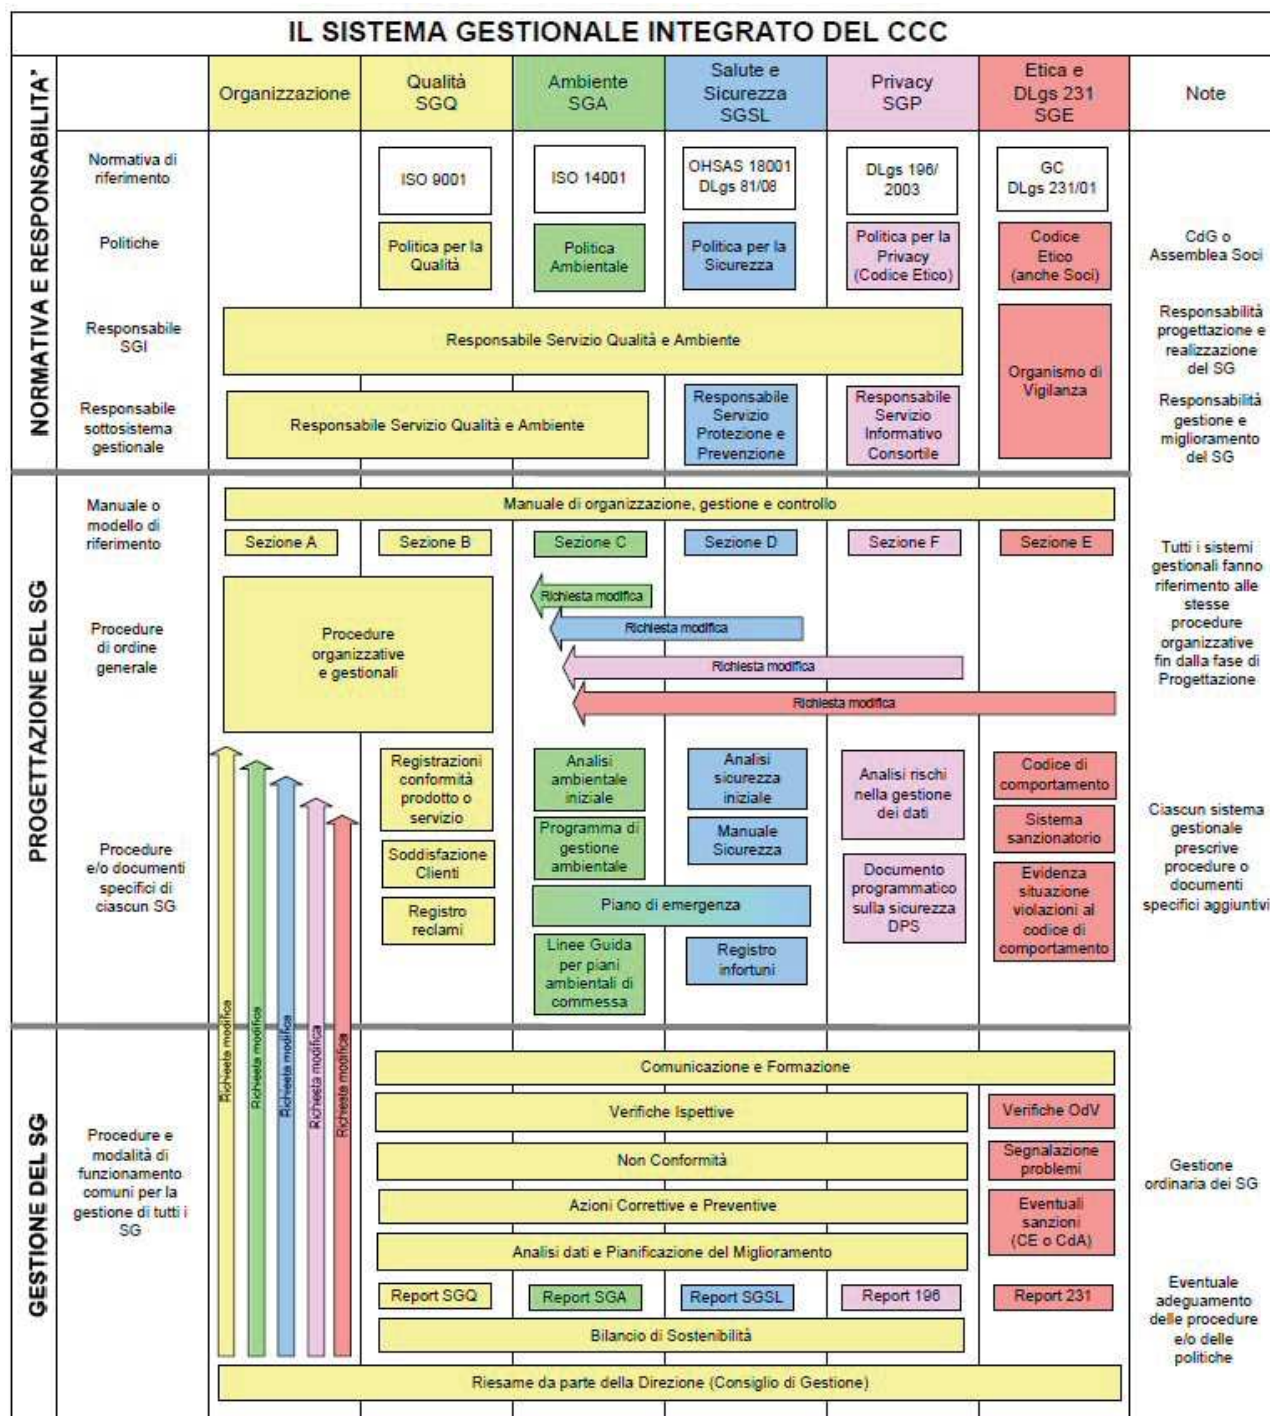 IL SISTEMA GESTIONALE INTEGRATO DEL CCC
NORMATIVA E RESPONSABILITA"
Organizzazione
Qualità
SGQ
Ambiente
SGA
Salute e
Sicurezza
SGSL
Privacy
SGP
Etica e
DLgs 231
SGE
Note
Normativa di
riferimento
ISO 9001
ISO 14001
OHSAS 18001
DLgs 81/08
DLgs 196/
2003
GC
DLgs 231/01
Politiche
Politica per la
Qualità
Politica
Ambientale
Politica per la
Sicurezza
Politica per la
Privacy
(Codice Etico)
Codice
Etico
(anche Soci)
CdG o
Assemblea Soci
Responsabile
SGI
Responsabile Servizio Qualità e Ambiente
Organismo di
Vigilanza
Responsabilità
progettazione e
realizzazione
del SG
Responsabile
sottosistema
gestionale
Responsabile Servizio Qualità e Ambiente
Responsabile
Servizio
Protezione e
Prevenzione
Responsabile
Servizio
Informativo
Consortile
Responsabilità
gestione e
miglioramento
del SG
PROGETTAZIONE DEL SG
Manuale o
modello di
riferimento
Manuale di organizzazione, gestione e controllo
Sezione A
Sezione B
Sezione C
Sezione D
Sezione F
Sezione E
Procedure
di ordine
generale
Procedure
organizzative
e gestionali
Richiesta modifica
Richiesta modifica
Richiesta modifica
Richiesta modifica
Tutti i sistemi
gestionali fanno
riferimento alle
stesse
procedure
organizzative
fin dalla fase di
Progettazione
Procedure
e/o documenti
specifici di
ciascun SG
Registrazioni
conformità
prodotto o
servizio
Soddisfazione
Clienti
Registro
reclami
Analisi
ambientale
iniziale
Programma di
gestione
ambientale
Piano di emergenza
Linee Guida
per piani
ambientali di
commessa
Analisi
sicurezza
iniziale
Manuale
Sicurezza
Registro
infortuni
Analisi rischi
nella gestione
dei dati
Documento
programmatico
sulla sicurezza
DPS
Codice di
comportamento
Sistema
sanzionatorio
Evidenza
situazione
violazioni al
codice di
comportamento
Ciascun sistema
gestionale
prescrive
procedure o
documenti
specifici aggiuntivi
Richiesta modifica
Richiesta modifica
Richiesta modifica
Richiesta modifica
Richiesta modifica
GESTIONE DEL SG
Procedure e
modalità di
funzionamento
comuni per la
gestione di tutti i
SG
Comunicazione e Formazione
Verifiche Ispettive
Verifiche OdV
Non Conformità
Segnalazione
problemi
Azioni Correttive e Preventive
Eventuali
sanzioni
(CE o CdA)
Analisi dati e Pianificazione del Miglioramento
Gestione
ordinaria dei SG
Report SGQ
Report SGA
Report SGSL
Report 196
Report 231
Bilancio di Sostenibilità
Eventuale
adeguamento
delle procedure
e/o delle
politiche
Riesame da parte della Direzione (Consiglio di Gestione)